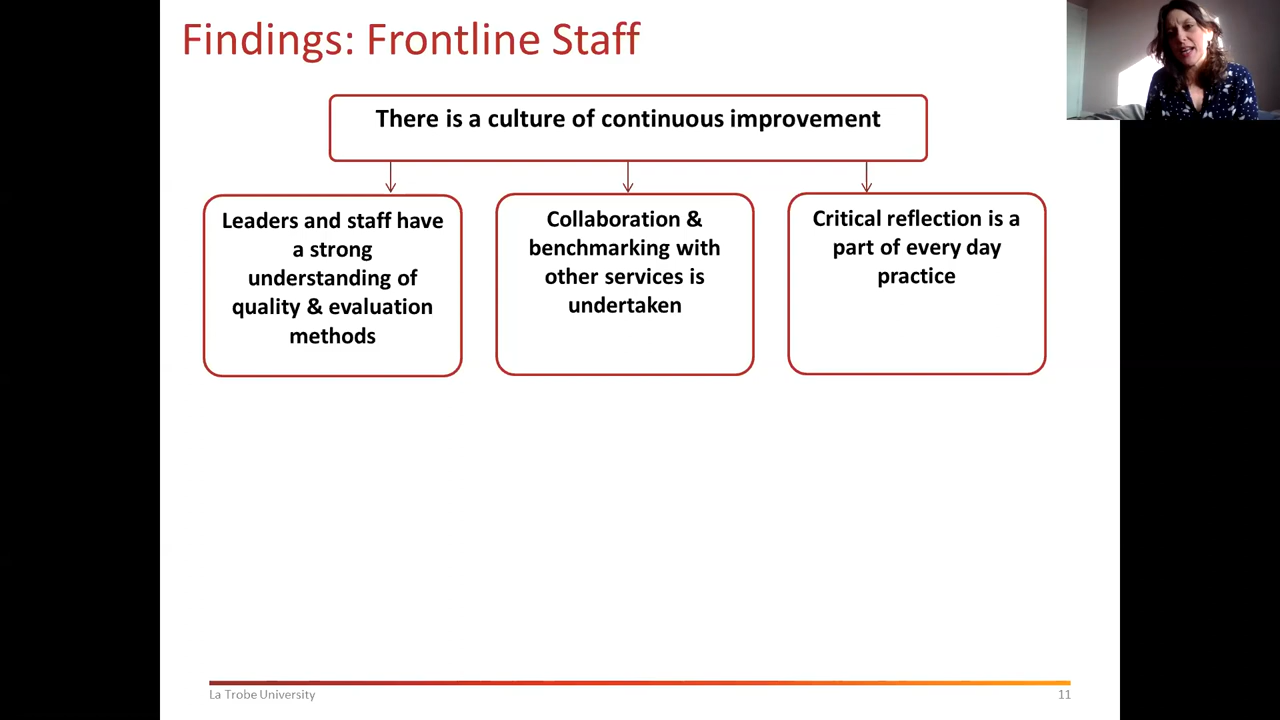 Findings: Frontline Staff
There is a culture of continuous improvement
Leaders and staff have
a strong
understanding of
quality & evaluation
methods
Collaboration &
benchmarking with
other services is
undertaken
Critical reflection is a
part of every day
practice
La Trobe University
11